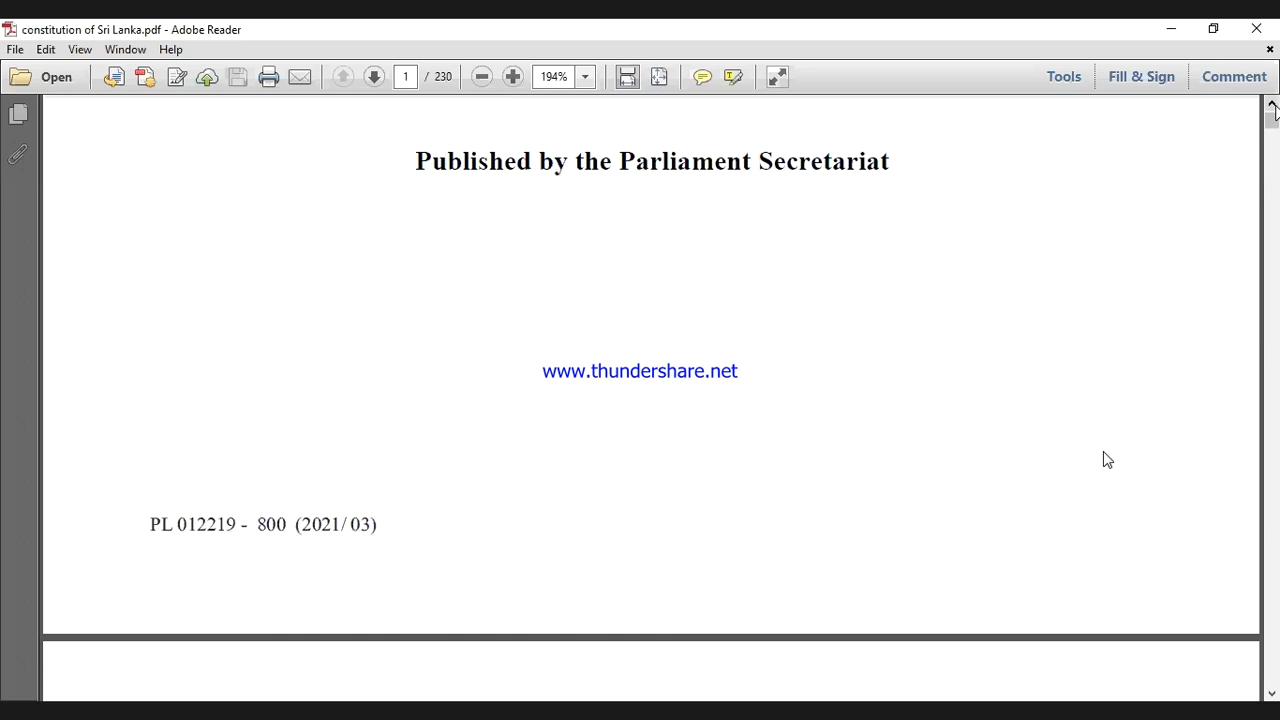 constitution of Sri Lanka.pdf - Adobe Reader
File Edit View Window Help
Open 1 / 230 194% Tools Fill & Sign Comment
Published by the Parliament Secretariat
www.thundershare.net
PL 012219 - 800 (2021/ 03)